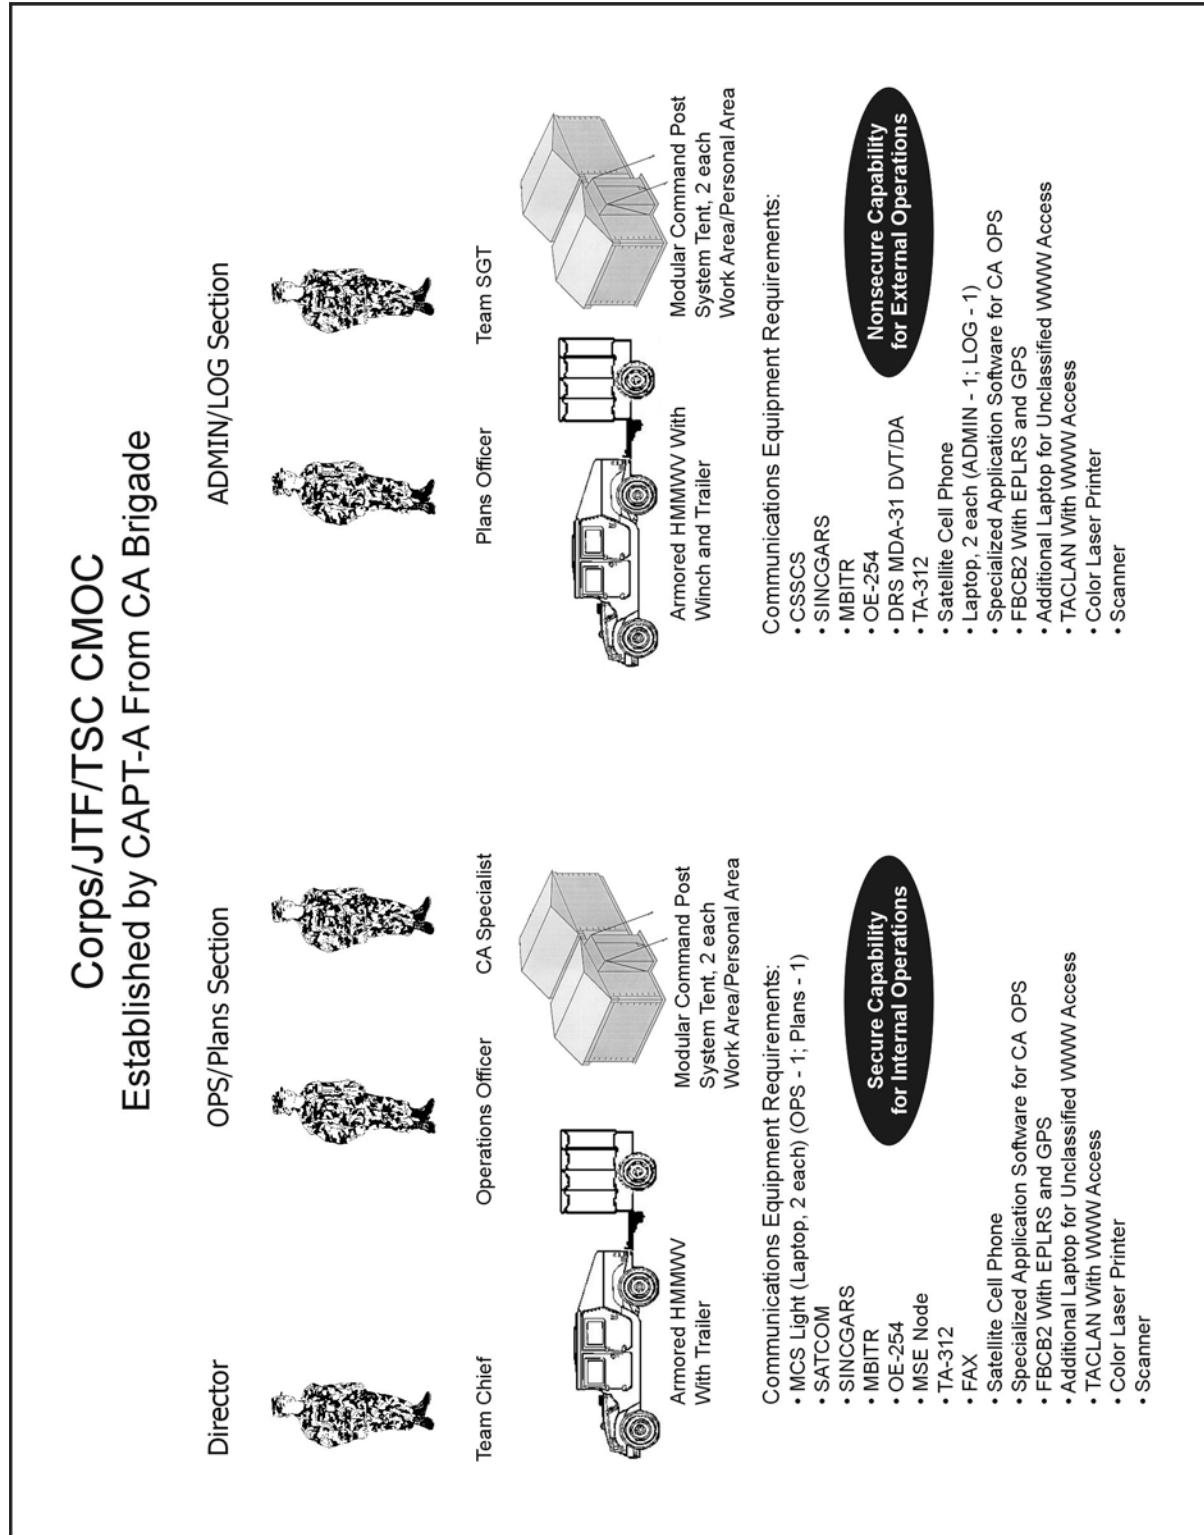 Corps/JTF/TSC CMOC
Established by CAPT-A From CA Brigade
Director
OPS/Plans Section
ADMIN/LOG Section
Team Chief
Operations Officer
CA Specialist
Plans Officer
Team SGT
Armored HMMWV
With Trailer
Modular Command Post
System Tent, 2 each
Work Area/Personal Area
Armored HMMWV With
Winch and Trailer
Modular Command Post
System Tent, 2 each
Work Area/Personal Area
Communications Equipment Requirements:
• MCS Light (Laptop, 2 each) (OPS - 1; Plans - 1)
• SATCOM
• SINCGARS
• MBITR
• OE-254
• MSE Node
• TA-312
• FAX
• Satellite Cell Phone
• Specialized Application Software for CA OPS
• FBCB2 With EPLRS and GPS
• Additional Laptop for Unclassified WWW Access
• TACLAN With WWW Access
• Color Laser Printer
• Scanner
Secure Capability
for Internal Operations
Communications Equipment Requirements:
• CSSCS
• SINCGARS
• MBITR
• OE-254
• DRS MDA-31 DVT/DA
• TA-312
• Satellite Cell Phone
• Laptop, 2 each (ADMIN - 1; LOG - 1)
• Specialized Application Software for CA OPS
• FBCB2 With EPLRS and GPS
• Additional Laptop for Unclassified WWW Access
• TACLAN With WWW Access
• Color Laser Printer
• Scanner
Nonsecure Capability
for External Operations